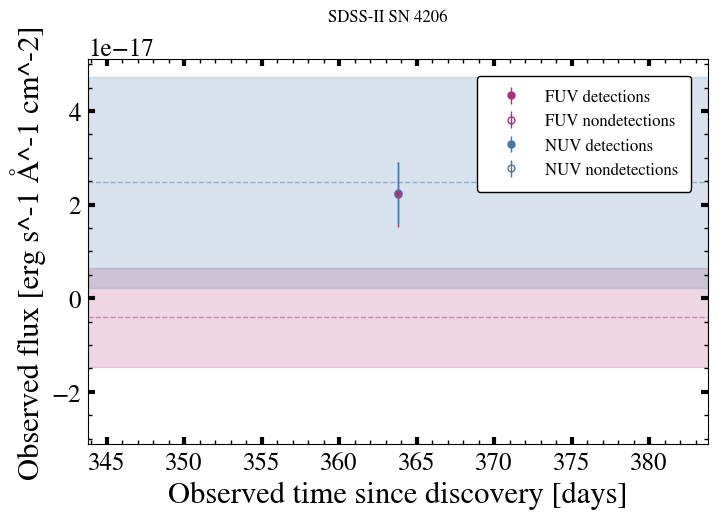 SDSS-II SN 4206
1e−17
Observed flux [erg s^-1 Å^-1 cm^-2]
4
2
0
−2
FUV detections
FUV nondetections
NUV detections
NUV nondetections
345 350 355 360 365 370 375 380
Observed time since discovery [days]